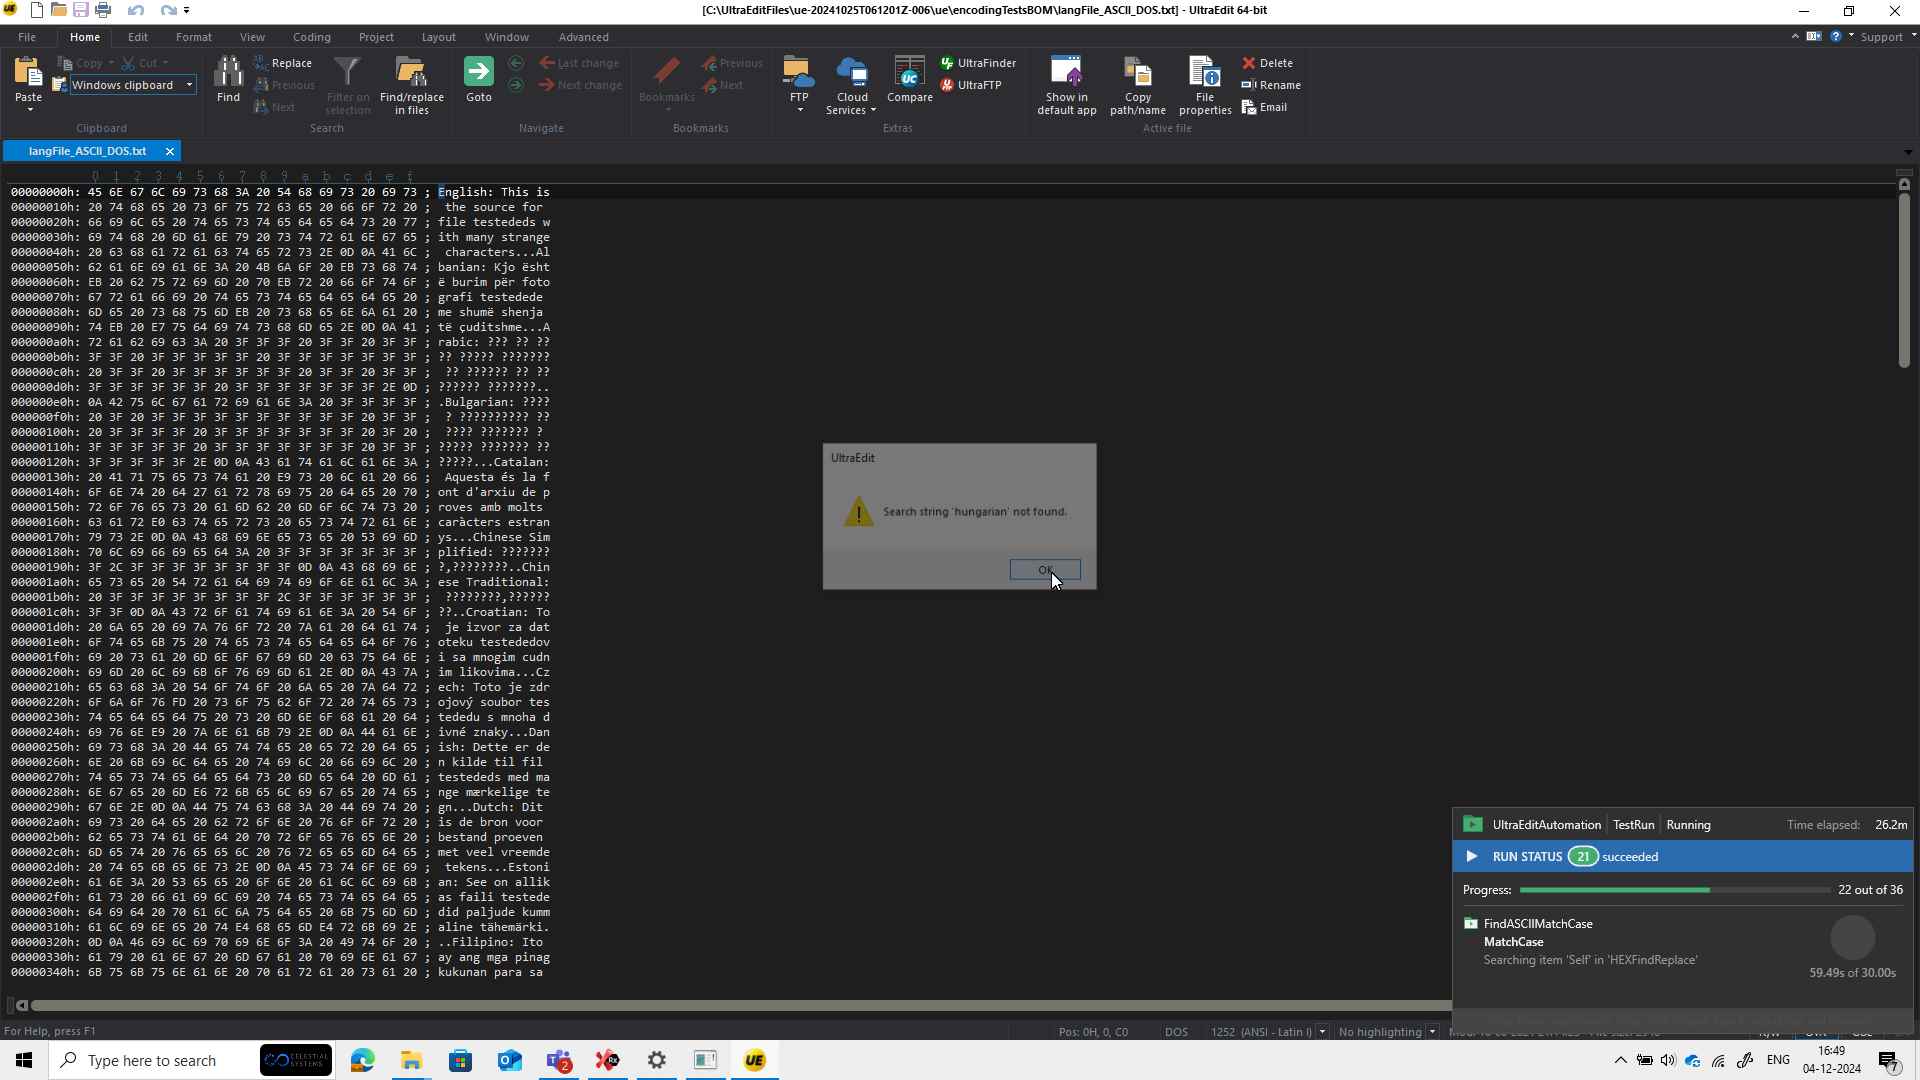 [C:\UltraEditFiles\ue-20241025T061201Z-006\ue\encodingTestsBOM\langFile_ASCII_DOS.txt] - UltraEdit 64-bit
File Home Edit Format View Coding Project Layout Window Advanced Support
Copy Cut
Windows clipboard
Paste
Clipboard
Find
Replace
Previous
Next
Filter on selection
Find/replace in files
Search
Goto
Last change
Next change
Navigate
Bookmarks
Previous
Next
Bookmarks
FTP
Cloud Services
Compare
UltraFinder
UltraFTP
Extras
Show in default app
Copy path/name
File properties
Delete
Rename
Email
Active file
langFile_ASCII_DOS.txt
0 1 2 3 4 5 6 7 8 9 a b c d e f
00000000h: 45 6E 67 6C 69 73 68 3A 20 54 68 69 73 20 69 73 ; English: This is
00000010h: 20 74 68 65 20 73 6F 75 72 63 65 20 66 6F 72 20 ;  the source for
00000020h: 66 69 6C 65 20 74 65 73 74 65 64 65 64 73 20 77 ; file testededs w
00000030h: 69 74 68 20 6D 61 6E 79 20 73 74 72 61 6E 67 65 ; ith many strange
00000040h: 20 63 68 61 72 61 63 74 65 72 73 2E 0D 0A 41 6C ;  characters...Al
00000050h: 62 61 6E 69 61 6E 3A 20 4B 6A 6F 20 EB 73 68 74 ; banian: Kjo ësht
00000060h: EB 20 62 75 72 69 6D 20 70 EB 72 20 66 6F 74 6F ; ë burim për foto
00000070h: 67 72 61 66 69 20 74 65 73 74 65 64 65 64 65 20 ; grafi testedede
00000080h: 6D 65 20 73 68 75 6D EB 20 73 68 65 6E 6A 61 20 ; me shumë shenja
00000090h: 74 EB 20 E7 75 64 69 74 73 68 6D 65 2E 0D 0A 41 ; të çuditshme...A
000000a0h: 72 61 62 69 63 3A 20 3F 3F 3F 20 3F 3F 20 3F 3F ; rabic: ??? ?? ??
000000b0h: 3F 3F 20 3F 3F 3F 3F 3F 20 3F 3F 3F 3F 3F 3F 3F ; ?? ????? ???????
000000c0h: 20 3F 3F 20 3F 3F 3F 3F 3F 3F 20 3F 3F 20 3F 3F ;  ?? ?????? ?? ??
000000d0h: 3F 3F 3F 3F 3F 3F 20 3F 3F 3F 3F 3F 3F 3F 2E 0D ; ?????? ???????..
000000e0h: 0A 42 75 6C 67 61 72 69 61 6E 3A 20 3F 3F 3F 3F ; .Bulgarian: ????
000000f0h: 20 3F 20 3F 3F 3F 3F 3F 3F 3F 3F 3F 3F 20 3F 3F ;  ? ?????????? ??
00000100h: 20 3F 3F 3F 3F 20 3F 3F 3F 3F 3F 3F 3F 20 3F 20 ;  ???? ??????? ?
00000110h: 3F 3F 3F 3F 3F 20 3F 3F 3F 3F 3F 3F 3F 20 3F 3F ; ????? ??????? ??
00000120h: 3F 3F 3F 3F 3F 2E 0D 0A 43 61 74 61 6C 61 6E 3A ; ?????...Catalan:
00000130h: 20 41 71 75 65 73 74 61 20 E9 73 20 6C 61 20 66 ;  Aquesta és la f
00000140h: 6F 6E 74 20 64 27 61 72 78 69 75 20 64 65 20 70 ; ont d'arxiu de p
00000150h: 72 6F 76 65 73 20 61 6D 62 20 6D 6F 6C 74 73 20 ; roves amb molts
00000160h: 63 61 72 E0 63 74 65 72 73 20 65 73 74 72 61 6E ; caràcters estran
00000170h: 79 73 2E 0D 0A 43 68 69 6E 65 73 65 20 53 69 6D ; ys...Chinese Sim
00000180h: 70 6C 69 66 69 65 64 3A 20 3F 3F 3F 3F 3F 3F 3F ; plified: ???????
00000190h: 3F 2C 3F 3F 3F 3F 3F 3F 3F 3F 0D 0A 43 68 69 6E ; ?,????????..Chin
000001a0h: 65 73 65 20 54 72 61 64 69 74 69 6F 6E 61 6C 3A ; ese Traditional:
000001b0h: 20 3F 3F 3F 3F 3F 3F 3F 3F 2C 3F 3F 3F 3F 3F 3F ;  ????????,??????
000001c0h: 3F 3F 0D 0A 43 72 6F 61 74 69 61 6E 3A 20 54 6F ; ??..Croatian: To
000001d0h: 20 6A 65 20 69 7A 76 6F 72 20 7A 61 20 64 61 74 ;  je izvor za dat
000001e0h: 6F 74 65 6B 75 20 74 65 73 74 65 64 65 64 6F 76 ; oteku testededov
000001f0h: 69 20 73 61 20 6D 6E 6F 67 69 6D 20 63 75 64 6E ; i sa mnogim cudn
00000200h: 69 6D 20 6C 69 6B 6F 76 69 6D 61 2E 0D 0A 43 7A ; im likovima...Cz
00000210h: 65 63 68 3A 20 54 6F 74 6F 20 6A 65 20 7A 64 72 ; ech: Toto je zdr
00000220h: 6F 6A 6F 76 FD 20 73 6F 75 62 6F 72 20 74 65 73 ; ojový soubor tes
00000230h: 74 65 64 65 64 75 20 73 20 6D 6E 6F 68 61 20 64 ; tededu s mnoha d
00000240h: 69 76 6E E9 20 7A 6E 61 6B 79 2E 0D 0A 44 61 6E ; ivné znaky...Dan
00000250h: 69 73 68 3A 20 44 65 74 74 65 20 65 72 20 64 65 ; ish: Dette er de
00000260h: 6E 20 6B 69 6C 64 65 20 74 69 6C 20 66 69 6C 20 ; n kilde til fil
00000270h: 74 65 73 74 65 64 65 64 73 20 6D 65 64 20 6D 61 ; testededs med ma
00000280h: 6E 67 65 20 6D E6 72 6B 65 6C 69 67 65 20 74 65 ; nge mærkelige te
00000290h: 67 6E 2E 0D 0A 44 75 74 63 68 3A 20 44 69 74 20 ; gn...Dutch: Dit
000002a0h: 69 73 20 64 65 20 62 72 6F 6E 20 76 6F 6F 72 20 ; is de bron voor
000002b0h: 62 65 73 74 61 6E 64 20 70 72 6F 65 76 65 6E 20 ; bestand proeven
000002c0h: 6D 65 74 20 76 65 65 6C 20 76 72 65 65 6D 64 65 ; met veel vreemde
000002d0h: 20 74 65 6B 65 6E 73 2E 0D 0A 45 73 74 6F 6E 69 ;  tekens...Estoni
000002e0h: 61 6E 3A 20 53 65 65 20 6F 6E 20 61 6C 6C 69 6B ; an: See on allik
000002f0h: 61 73 20 66 61 69 6C 69 20 74 65 73 74 65 64 65 ; as faili testede
00000300h: 64 69 64 20 70 61 6C 6A 75 64 65 20 6B 75 6D 6D ; did paljude kumm
00000310h: 61 6C 69 6E 65 20 74 E4 68 65 6D E4 72 6B 69 2E ; aline tähemärki.
00000320h: 0D 0A 46 69 6C 69 70 69 6E 6F 3A 20 49 74 6F 20 ; ..Filipino: Ito
00000330h: 61 79 20 61 6E 67 20 6D 67 61 20 70 69 6E 61 67 ; ay ang mga pinag
00000340h: 6B 75 6B 75 6E 61 6E 20 70 61 72 61 20 73 61 20 ; kukunan para sa
UltraEdit
Search string 'hungarian' not found.
OK
UltraEditAutomation TestRun Running Time elapsed: 26.2m
RUN STATUS 21 succeeded
Progress: 22 out of 36
FindASCIIMatchCase
MatchCase
Searching item 'Self' in 'HEXFindReplace'
59.49s of 30.00s
For Help, press F1 Pos: 0H, 0, C0 DOS 1252 (ANSI - Latin I) No highlighting
Type here to search
CELESTIAL SYSTEMS
2
UE
ENG
16:49
04-12-2024
7